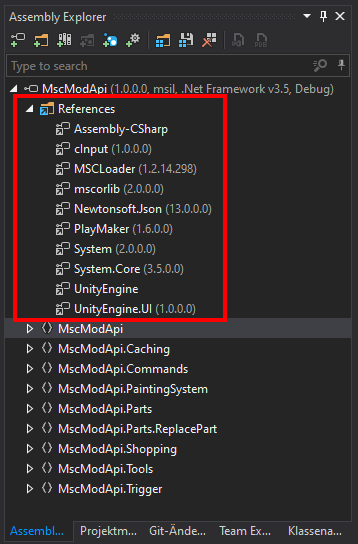 Assembly Explorer
Type to search
MscModApi (1.0.0.0, msil, .Net Framework v3.5, Debug)
References
Assembly-CSharp
cInput (1.0.0.0)
MSCLoader (1.2.14.298)
mscorlib (2.0.0.0)
Newtonsoft.Json (13.0.0.0)
PlayMaker (1.6.0.0)
System (2.0.0.0)
System.Core (3.5.0.0)
UnityEngine
UnityEngine.UI (1.0.0.0)
MscModApi
MscModApi.Caching
MscModApi.Commands
MscModApi.PaintingSystem
MscModApi.Parts
MscModApi.Parts.ReplacePart
MscModApi.Shopping
MscModApi.Tools
MscModApi.Trigger
Assembl... Projektm... Git-Ände... Team Ex... Klassena...